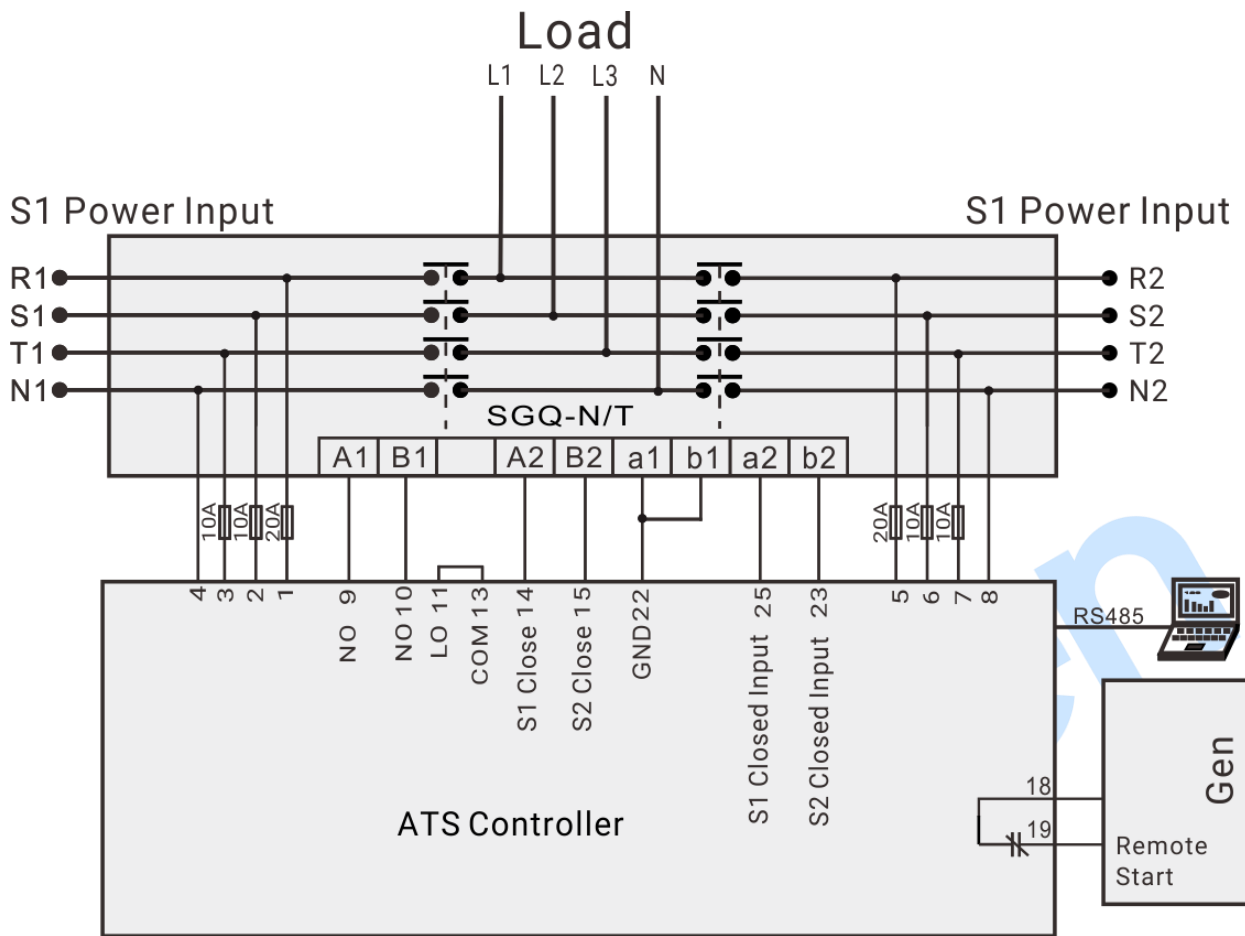 Load
L1 L2 L3 N
S1 Power Input
S1 Power Input
R1
R2
S1
S2
T1
T2
N1
N2
SGQ-N/T
A1 B1 A2 B2 a1 b1 a2 b2
10A
10A
20A
20A
10A
10A
4
3
2
1
NO 9
NO 10
LO 11
COM 13
S1 Close 14
S2 Close 15
GND22
S1 Closed Input 25
S2 Closed Input 23
5
6
7
8
RS485
ATS Controller
18
19
Gen
Remote
Start